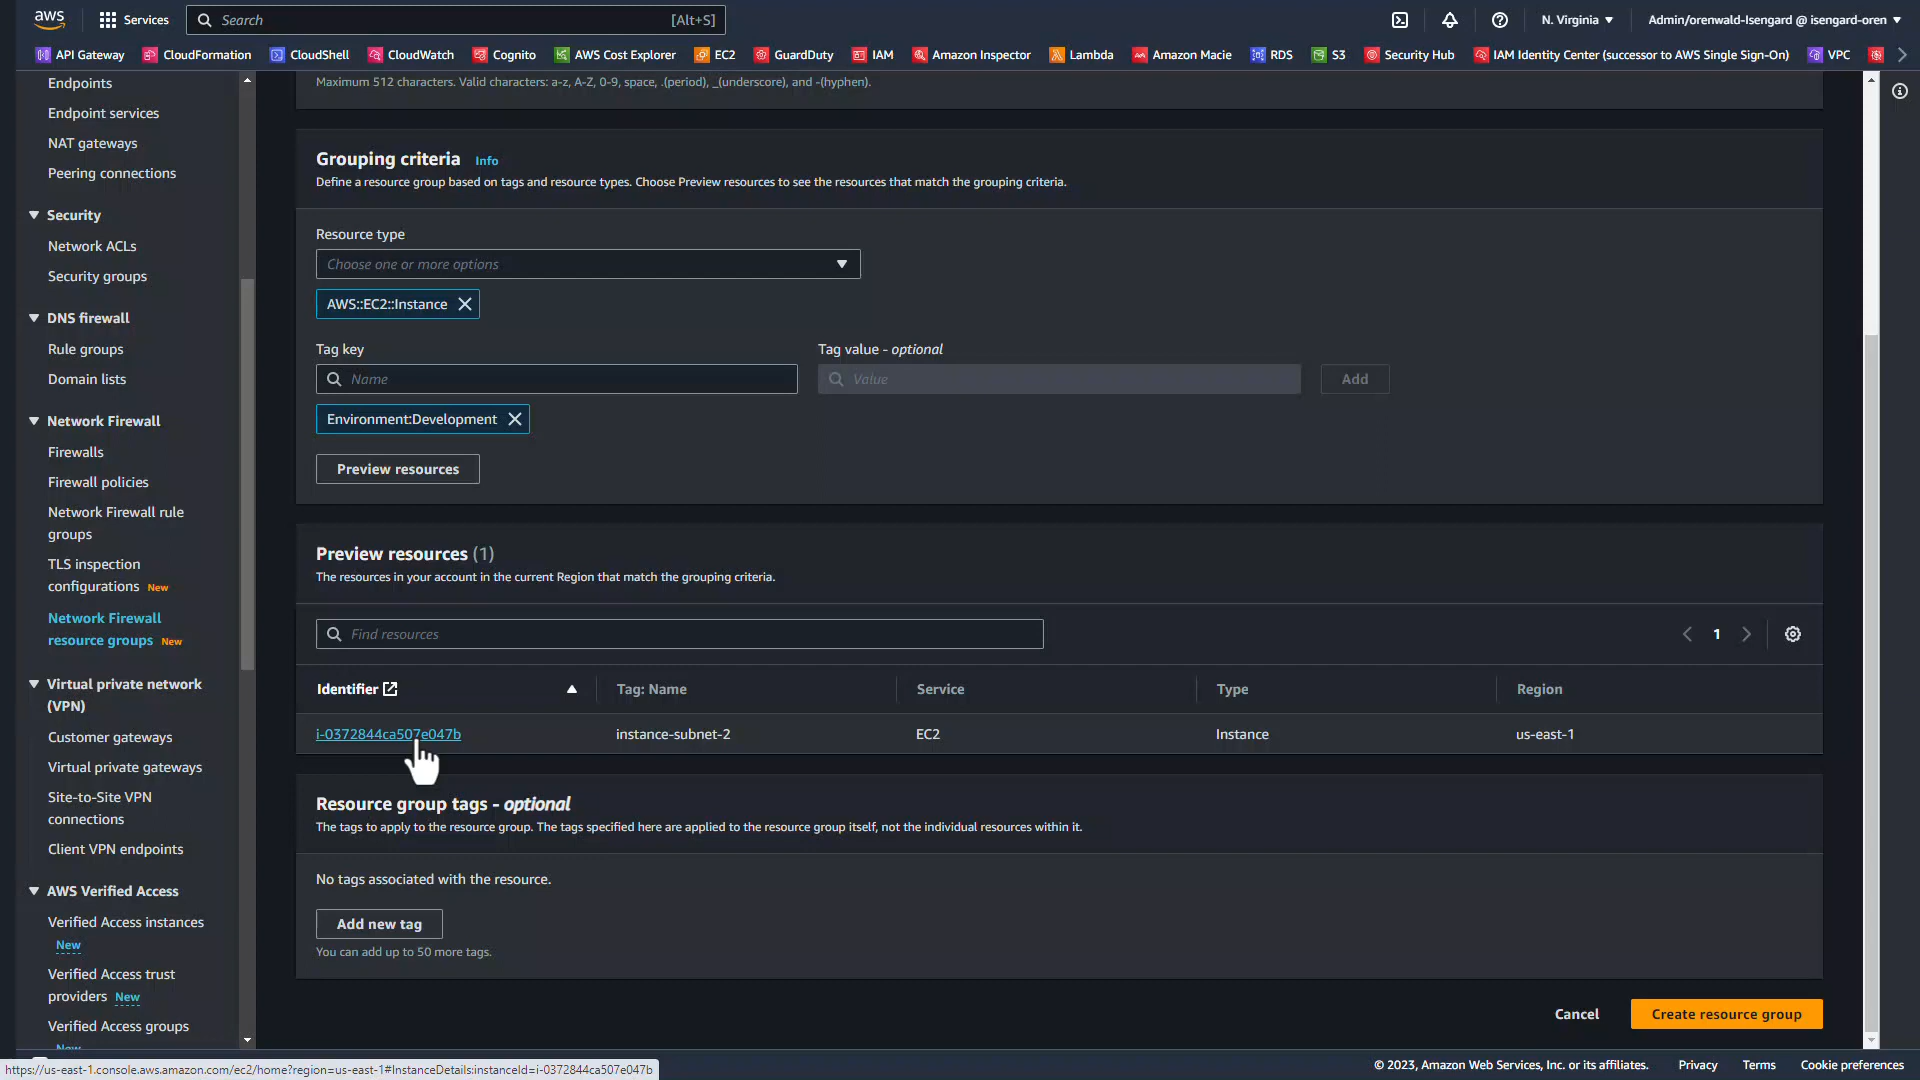 aws
Services
Search
[Alt+S]
N. Virginia
Admin/orenwald-Isengard @ isengard-oren
API Gateway
CloudFormation
CloudShell
CloudWatch
Cognito
AWS Cost Explorer
EC2
GuardDuty
IAM
Amazon Inspector
Lambda
Amazon Macie
RDS
S3
Security Hub
IAM Identity Center (successor to AWS Single Sign-On)
VPC
Endpoints
Endpoint services
NAT gateways
Peering connections
Security
Network ACLs
Security groups
DNS firewall
Rule groups
Domain lists
Network Firewall
Firewalls
Firewall policies
Network Firewall rule
groups
TLS inspection
configurations New
Network Firewall
resource groups New
Virtual private network
(VPN)
Customer gateways
Virtual private gateways
Site-to-Site VPN
connections
Client VPN endpoints
AWS Verified Access
Verified Access instances
New
Verified Access trust
providers New
Verified Access groups
New
Maximum 512 characters. Valid characters: a-z, A-Z, 0-9, space, .(period), _(underscore), and -(hyphen).
Grouping criteria Info
Define a resource group based on tags and resource types. Choose Preview resources to see the resources that match the grouping criteria.
Resource type
Choose one or more options
AWS::EC2::Instance
Tag key
Tag value - optional
Name
Value
Add
Environment:Development
Preview resources
Preview resources (1)
The resources in your account in the current Region that match the grouping criteria.
Find resources
1
Identifier
Tag: Name
Service
Type
Region
i-0372844ca507e047b
instance-subnet-2
EC2
Instance
us-east-1
Resource group tags - optional
The tags to apply to the resource group. The tags specified here are applied to the resource group itself, not the individual resources within it.
No tags associated with the resource.
Add new tag
You can add up to 50 more tags.
Cancel
Create resource group
https://us-east-1.console.aws.amazon.com/ec2/home?region=us-east-1#InstanceDetails:instanceId=i-0372844ca507e047b
© 2023, Amazon Web Services, Inc. or its affiliates.
Privacy
Terms
Cookie preferences